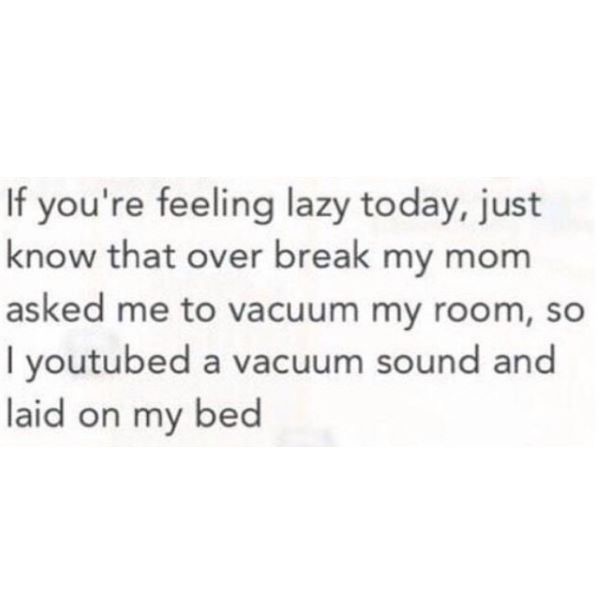 If you're feeling lazy today, just
know that over break my mom
asked me to vacuum my room, so
I youtubed a vacuum sound and
laid on my bed